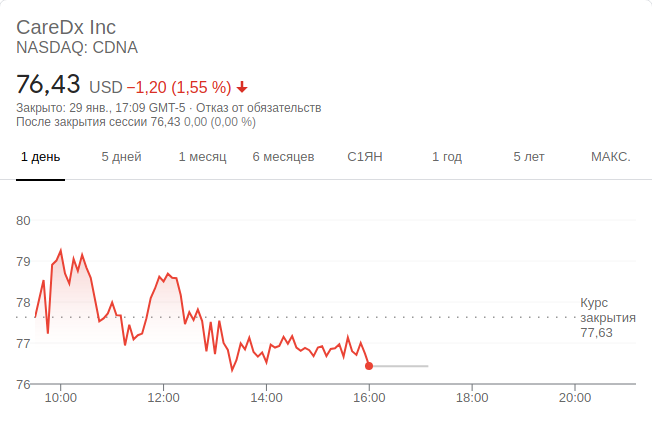 CareDx Inc
NASDAQ: CDNA
76,43 USD −1,20 (1,55 %)
Закрыто: 29 янв., 17:09 GMT-5 · Отказ от обязательств
После закрытия сессии 76,43 0,00 (0,00 %)
1 день 5 дней 1 месяц 6 месяцев С1ЯН 1 год 5 лет МАКС.
80
79
78
77
76
Курс
закрытия
77,63
10:00 12:00 14:00 16:00 18:00 20:00